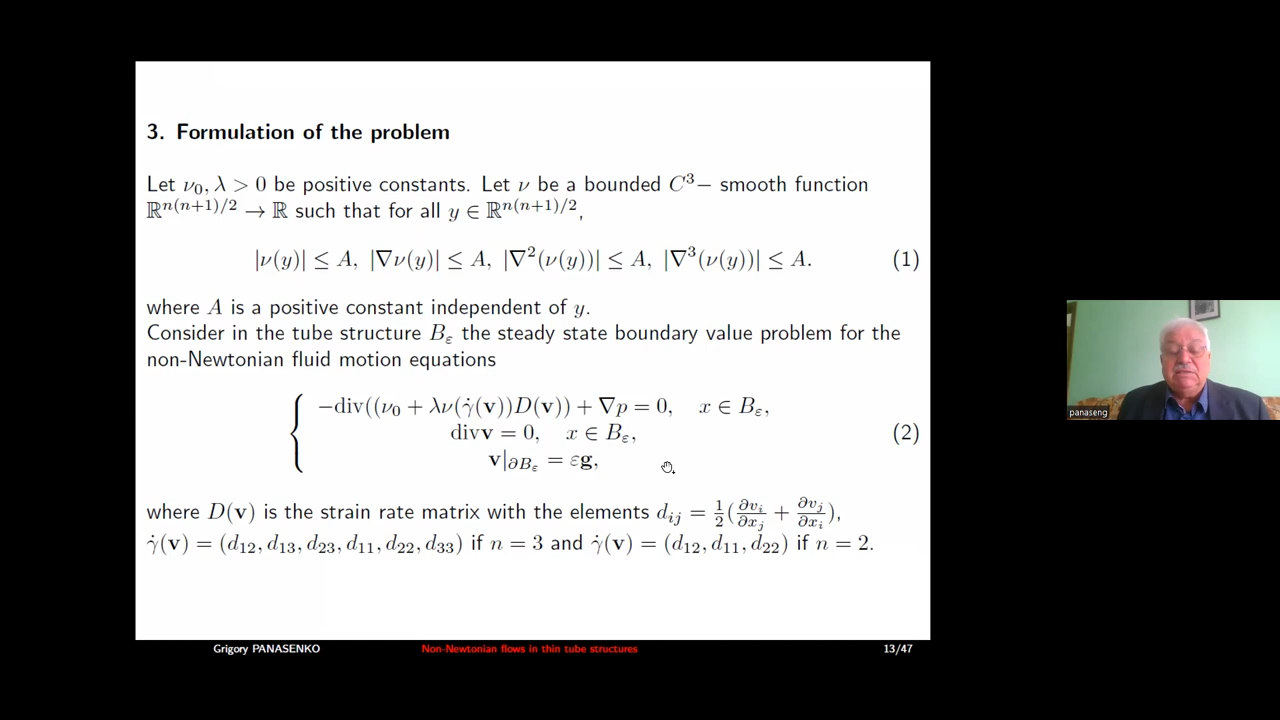 3. Formulation of the problem
Let ν₀, λ > 0 be positive constants. Let ν be a bounded C³− smooth function
ℝⁿ⁽ⁿ⁺¹⁾ᐟ² → ℝ such that for all y ∈ ℝⁿ⁽ⁿ⁺¹⁾ᐟ²,
|ν(y)| ≤ A, |∇ν(y)| ≤ A, |∇²(ν(y))| ≤ A, |∇³(ν(y))| ≤ A. (1)
where A is a positive constant independent of y.
Consider in the tube structure B_ε the steady state boundary value problem for the
non-Newtonian fluid motion equations
−div((ν₀ + λν(γ̇(v))D(v)) + ∇p = 0, x ∈ B_ε,
divv = 0, x ∈ B_ε, (2)
v|_{∂B_ε} = εg,
where D(v) is the strain rate matrix with the elements d_{ij} = ½(∂v_i/∂x_j + ∂v_j/∂x_i),
γ̇(v) = (d₁₂, d₁₃, d₂₃, d₁₁, d₂₂, d₃₃) if n = 3 and γ̇(v) = (d₁₂, d₁₁, d₂₂) if n = 2.
Grigory PANASENKO Non-Newtonian flows in thin tube structures 13/47
panaseng